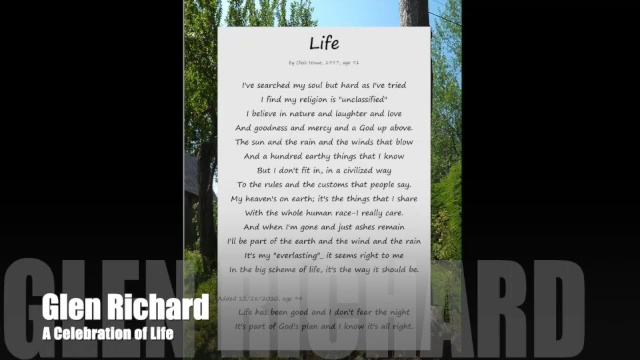 Life
by Howe, 1997, age 71
I've searched my soul but hard as I've tried
I find my religion is "unclassified"
I believe in nature and laughter and love
And goodness and mercy and a God up above.
The sun and the rain and the winds that blow
And a hundred earthy things that I know
But I don't fit in, in a civilized way
To the rules and the customs that people say.
My heaven's on earth; it's the things that I share
With the whole human race-I really care.
And when I'm gone and just ashes remain
I'll be part of the earth and the wind and the rain
It's my "everlasting"_ it seems right to me
In the big scheme of life, it's the way it should be.
Added age
Life has been good and I don't fear the night
It's part of God's plan and I know it's all right.
GLEN RICHARD
Glen Richard
A Celebration of Life